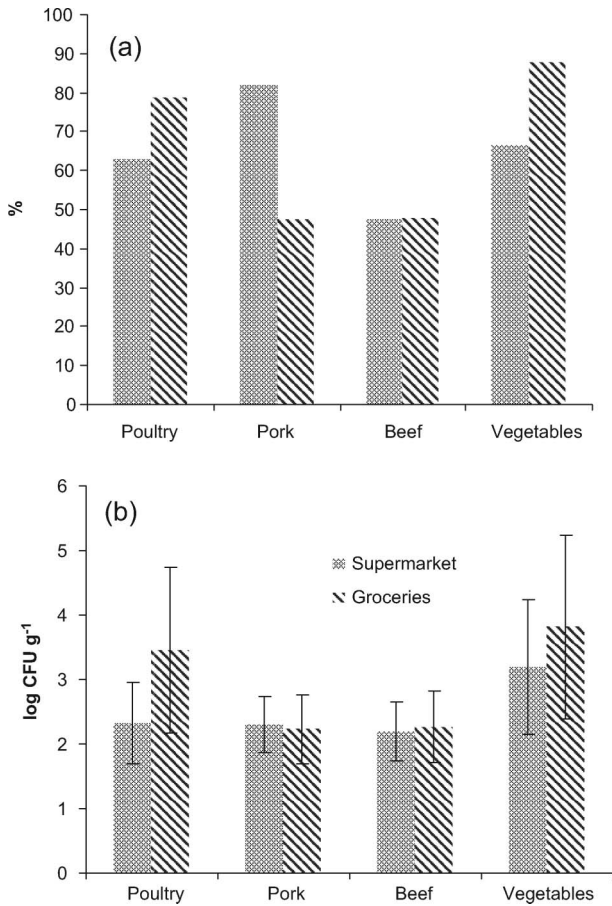 (a)
100
90
80
70
60
50
40
30
20
10
0
%
Poultry Pork Beef Vegetables
(b)
6
5
4
3
2
1
0
log CFU g⁻¹
Supermarket
Groceries
Poultry Pork Beef Vegetables